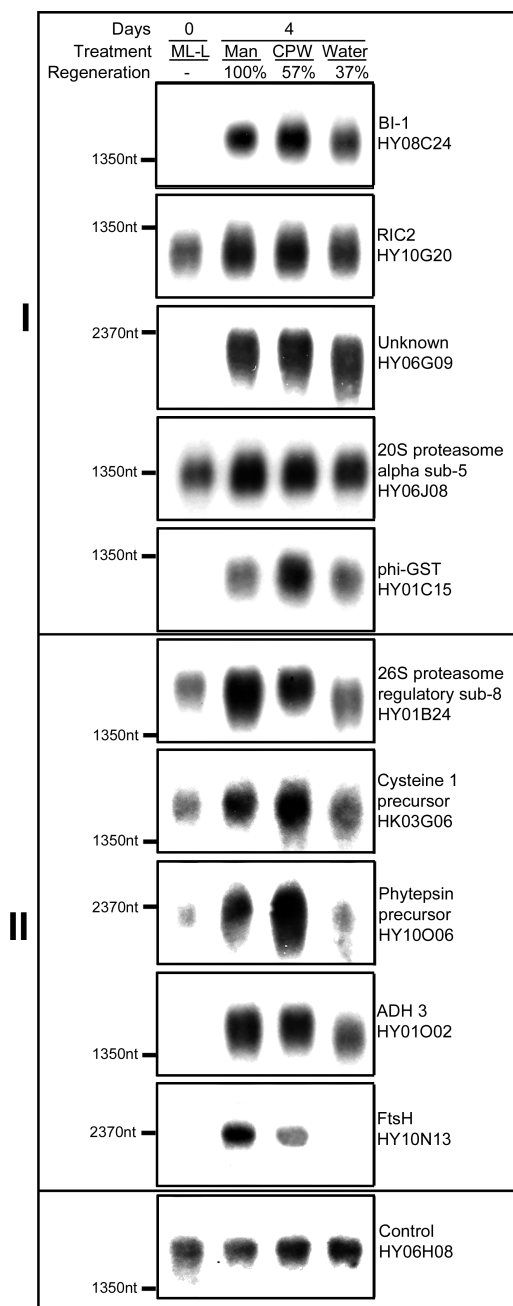 Days 0 4
Treatment ML-L Man CPW Water
Regeneration - 100% 57% 37%
I
1350nt
BI-1
HY08C24
1350nt
RIC2
HY10G20
2370nt
Unknown
HY06G09
1350nt
20S proteasome
alpha sub-5
HY06J08
1350nt
phi-GST
HY01C15
II
1350nt
26S proteasome
regulatory sub-8
HY01B24
1350nt
Cysteine 1
precursor
HK03G06
2370nt
Phytepsin
precursor
HY10O06
1350nt
ADH 3
HY01O02
2370nt
FtsH
HY10N13
1350nt
Control
HY06H08